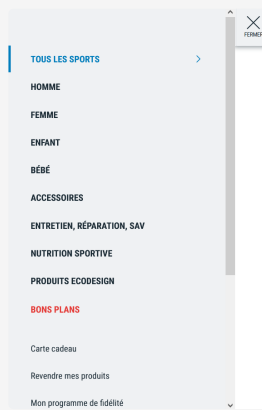 FERMER
TOUS LES SPORTS
HOMME
FEMME
ENFANT
BÉBÉ
ACCESSOIRES
ENTRETIEN, RÉPARATION, SAV
NUTRITION SPORTIVE
PRODUITS ECODESIGN
BONS PLANS
Carte cadeau
Revendre mes produits
Mon programme de fidélité